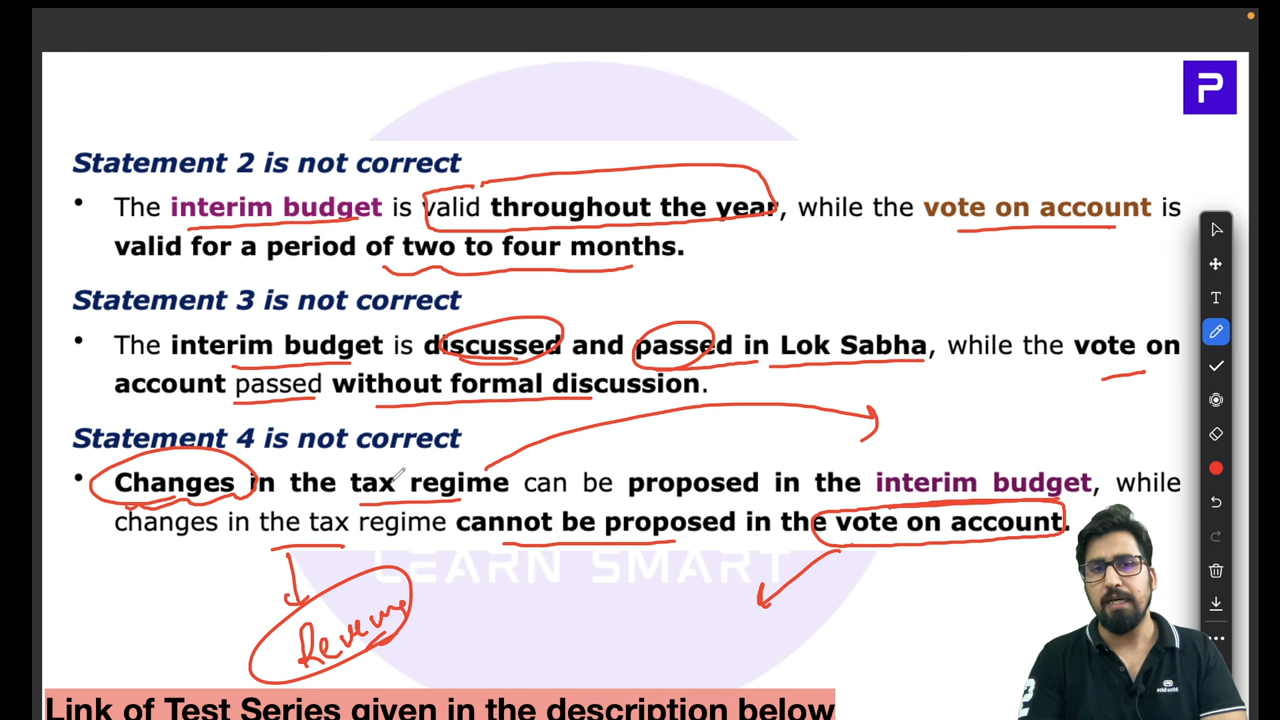 P
Statement 2 is not correct
• The interim budget is valid throughout the year, while the vote on account is
valid for a period of two to four months.
Statement 3 is not correct
• The interim budget is discussed and passed in Lok Sabha, while the vote on
account passed without formal discussion.
Statement 4 is not correct
• Changes in the tax regime can be proposed in the interim budget, while
changes in the tax regime cannot be proposed in the vote on account.
LEARN SMART
Revenue
Link of Test Series given in the description below
T